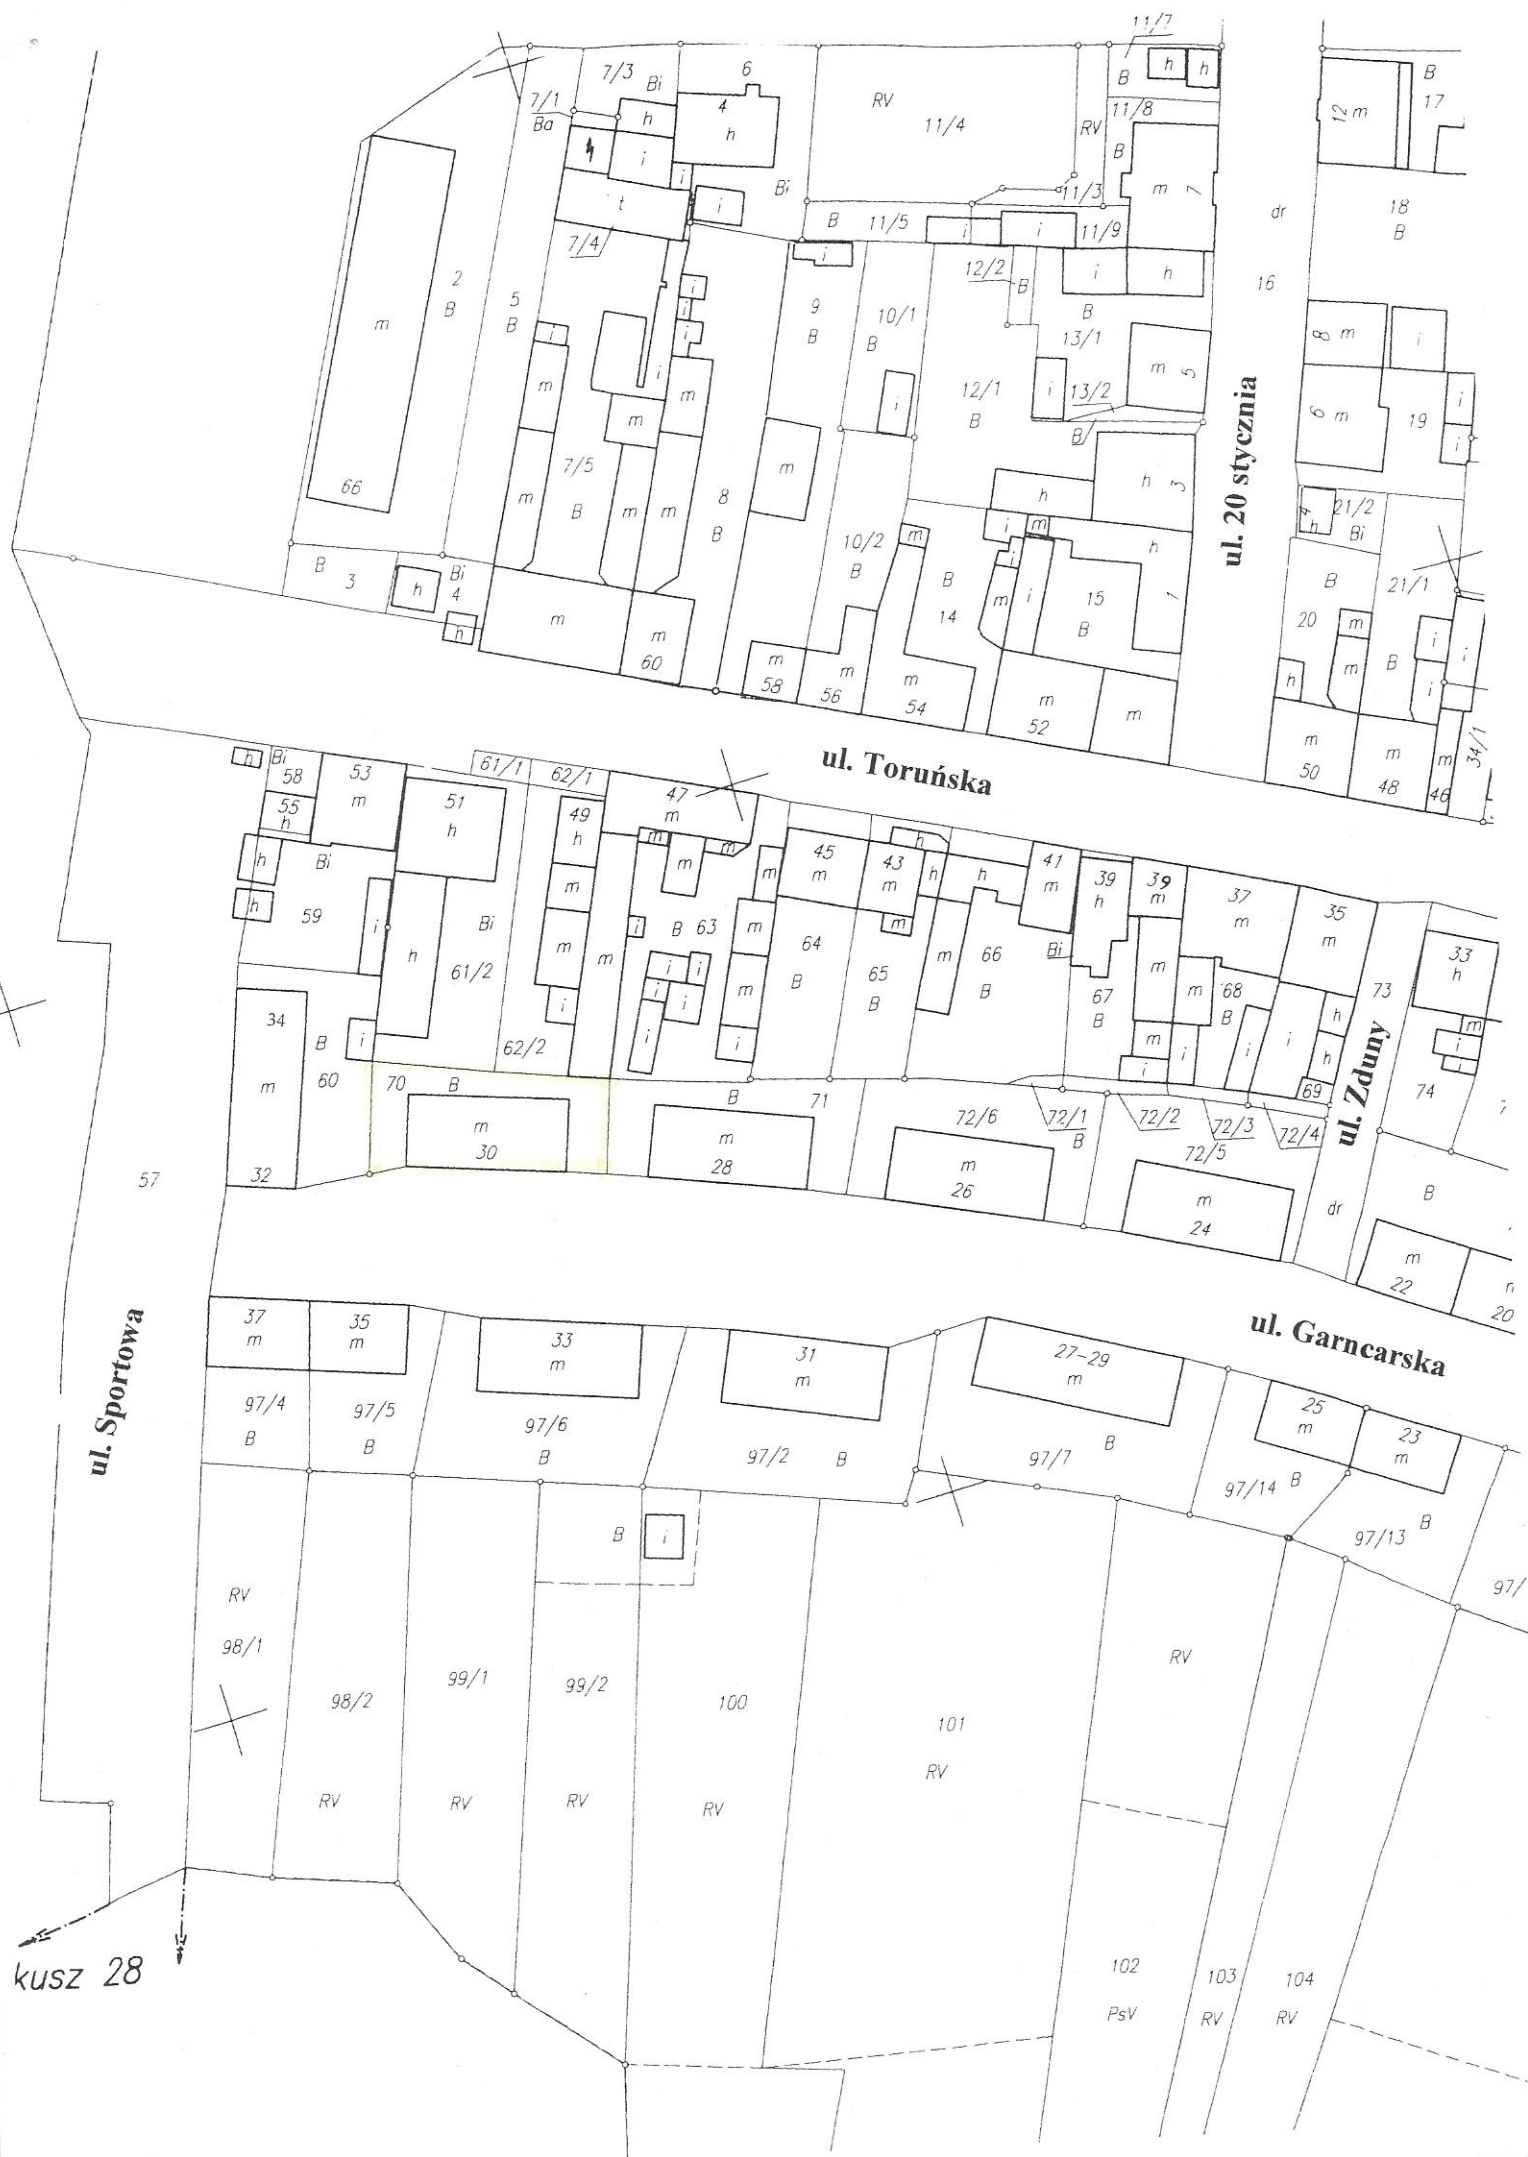 11/7
7/3
Bi
6
h
h
B
B
17
7/1
Ba
h
4
h
RV
11/4
RV
11/8
B
12
m
i
i
t
i
Bi
11/3
m
7
dr
18
B
7/4
B
11/5
i
i
11/9
2
B
5
B
m
i
i
i
i
i
i
9
B
10/1
B
12/2
B
i
h
B
13/1
16
8
m
i
m
m
m
i
12/1
B
i
13/2
B
m
5
ul. 20 stycznia
6
m
19
i
i
66
m
7/5
B
m
m
8
B
m
h
h
3
4
h
21/2
Bi
10/2
B
m
i
m
i
h
B
3
h
Bi
4
h
m
m
60
B
14
m
i
15
B
1
B
20
21/1
m
m
h
B
i
i
i
m
58
m
56
m
54
m
52
m
m
50
m
48
m
46
34/1
ul. Toruńska
h
Bi
58
53
m
61/1
62/1
47
m
55
h
51
h
49
h
m
m
m
h
h
Bi
59
i
h
Bi
61/2
m
m
i
m
i
B
63
i
i
i
i
i
m
m
m
i
45
m
43
m
h
h
h
41
m
39
h
39
m
37
m
35
m
m
64
B
65
B
m
66
B
Bi
67
B
m
m
i
m
i
68
B
i
i
h
h
69
73
33
h
m
i
i
74
7
34
m
32
B
60
i
62/2
70
B
m
30
B
71
m
28
72/6
72/1
B
72/2
72/3
72/4
72/5
m
26
m
24
ul. Zduny
dr
B
m
22
20
57
ul. Sportowa
ul. Garncarska
37
m
35
m
33
m
31
m
27-29
m
25
m
23
m
97/4
B
97/5
B
97/6
B
97/2
B
97/7
B
97/14
B
97/13
B
97/
B
i
RV
98/1
98/2
RV
99/1
RV
99/2
RV
100
RV
101
RV
RV
102
PsV
103
RV
104
RV
kusz 28